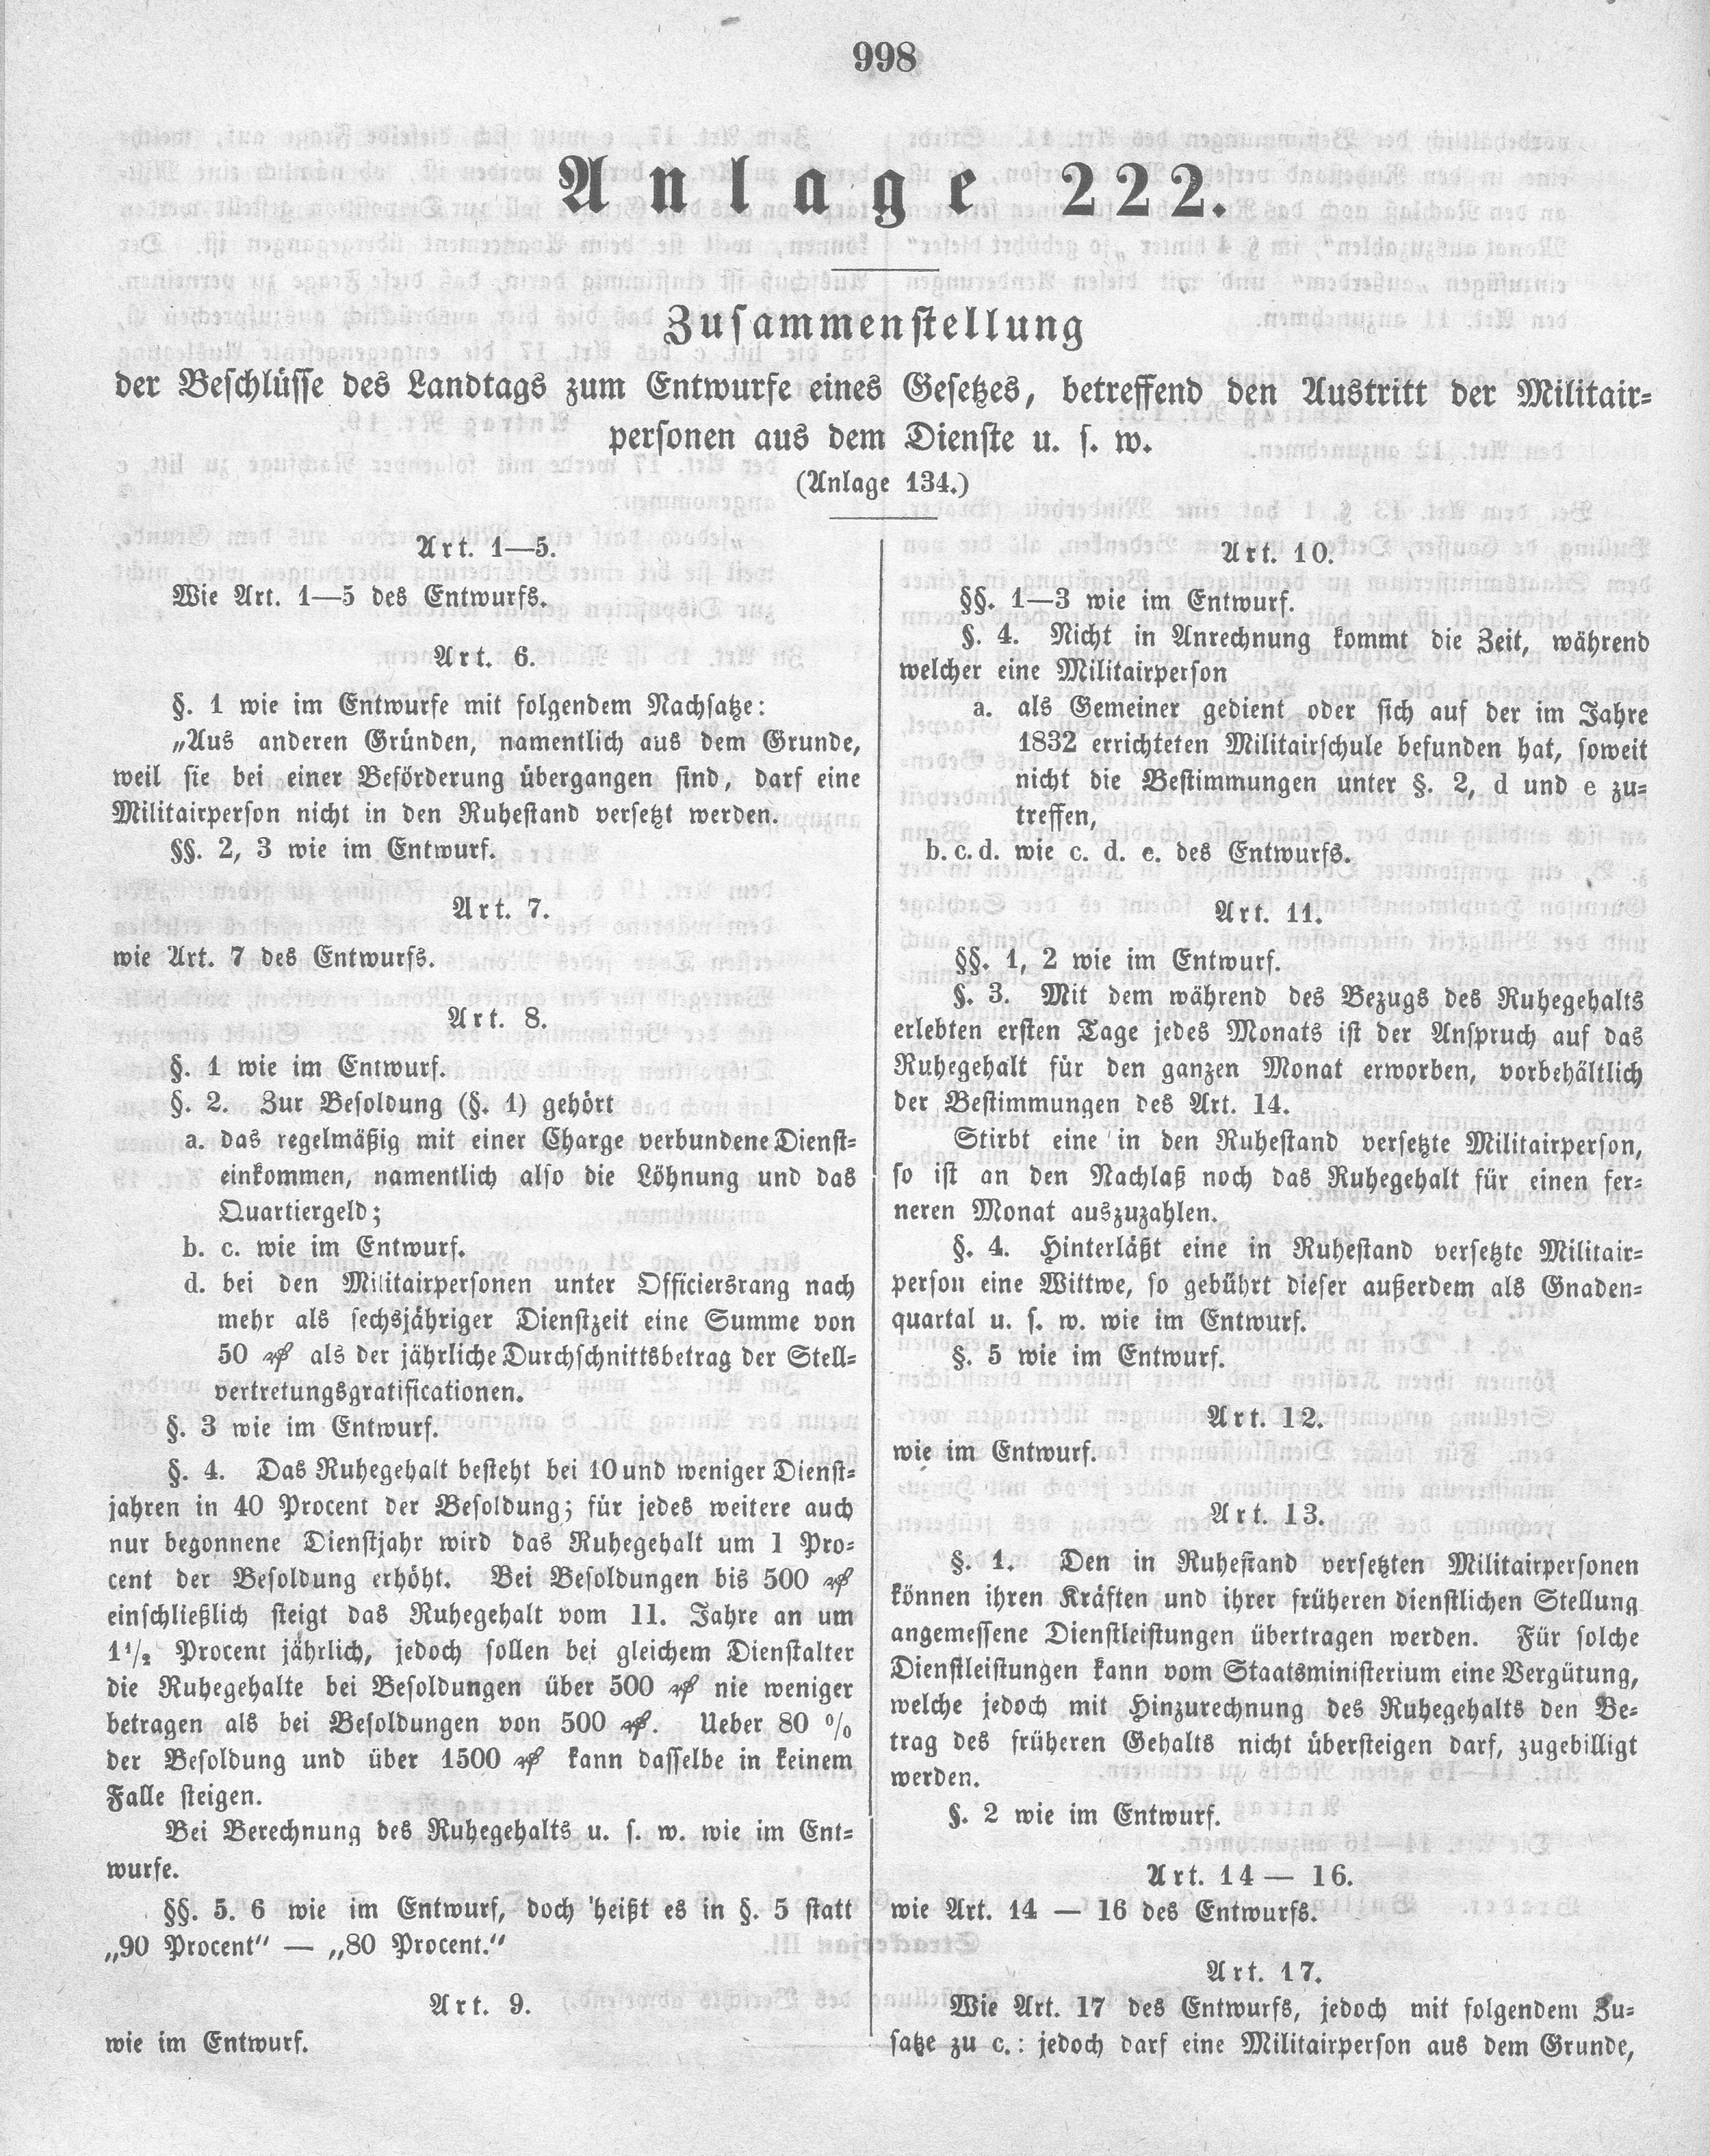 998
Anlage 222.
Zusammenstellung
der Beschlüsse des Landtags zum Entwurfe eines Gesetzes, betreffend den Austritt der Militair-
personen aus dem Dienste u. s. w.
(Anlage 134.)
Art. 1—5.
Wie Art. 1—5 des Entwurfs.
Art. 6.
§. 1 wie im Entwurfe mit folgendem Nachsatze:
„Aus anderen Gründen, namentlich aus dem Grunde,
weil sie bei einer Beförderung übergangen sind, darf eine
Militairperson nicht in den Ruhestand versetzt werden.
§§. 2, 3 wie im Entwurf.
Art. 7.
wie Art. 7 des Entwurfs.
Art. 8.
§. 1 wie im Entwurf.
§. 2. Zur Besoldung (§. 1) gehört
a. das regelmäßig mit einer Charge verbundene Dienst-
einkommen, namentlich also die Löhnung und das
Quartiergeld;
b. c. wie im Entwurf.
d. bei den Militairpersonen unter Officiersrang nach
mehr als sechsjähriger Dienstzeit eine Summe von
50 ₰ als der jährliche Durchschnittsbetrag der Stell-
vertretungsgratificationen.
§. 3 wie im Entwurf.
§. 4. Das Ruhegehalt besteht bei 10 und weniger Dienst-
jahren in 40 Procent der Besoldung; für jedes weitere auch
nur begonnene Dienstjahr wird das Ruhegehalt um 1 Pro-
cent der Besoldung erhöht. Bei Besoldungen bis 500 ₰
einschließlich steigt das Ruhegehalt vom 11. Jahre an um
1½ Procent jährlich, jedoch sollen bei gleichem Dienstalter
die Ruhegehalte bei Besoldungen über 500 ₰ nie weniger
betragen als bei Besoldungen von 500 ₰. Ueber 80 %
der Besoldung und über 1500 ₰ kann dasselbe in keinem
Falle steigen.
Bei Berechnung des Ruhegehalts u. s. w. wie im Ent-
wurfe.
§§. 5. 6 wie im Entwurf, doch heißt es in §. 5 statt
„90 Procent“ — „80 Procent.“
Art. 9.
wie im Entwurf.
Art. 10.
§§. 1—3 wie im Entwurf.
§. 4. Nicht in Anrechnung kommt die Zeit, während
welcher eine Militairperson
a. als Gemeiner gedient oder sich auf der im Jahre
1832 errichteten Militairschule befunden hat, soweit
nicht die Bestimmungen unter §. 2, d und e zu-
treffen,
b. c. d. wie c. d. e. des Entwurfs.
Art. 11.
§§. 1, 2 wie im Entwurf.
§. 3. Mit dem während des Bezugs des Ruhegehalts
erlebten ersten Tage jedes Monats ist der Anspruch auf das
Ruhegehalt für den ganzen Monat erworben, vorbehältlich
der Bestimmungen des Art. 14.
Stirbt eine in den Ruhestand versetzte Militairperson,
so ist an den Nachlaß noch das Ruhegehalt für einen fer-
neren Monat auszuzahlen.
§. 4. Hinterläßt eine in Ruhestand versetzte Militair-
person eine Wittwe, so gebührt dieser außerdem als Gnaden-
quartal u. s. w. wie im Entwurf.
§. 5 wie im Entwurf.
Art. 12.
wie im Entwurf.
Art. 13.
§. 1. Den in Ruhestand versetzten Militairpersonen
können ihren Kräften und ihrer früheren dienstlichen Stellung
angemessene Dienstleistungen übertragen werden. Für solche
Dienstleistungen kann vom Staatsministerium eine Vergütung,
welche jedoch mit Hinzurechnung des Ruhegehalts den Be-
trag des früheren Gehalts nicht übersteigen darf, zugebilligt
werden.
§. 2 wie im Entwurf.
Art. 14 — 16.
wie Art. 14 — 16 des Entwurfs.
Art. 17.
Wie Art. 17 des Entwurfs, jedoch mit folgendem Zu-
satze zu c.: jedoch darf eine Militairperson aus dem Grunde,